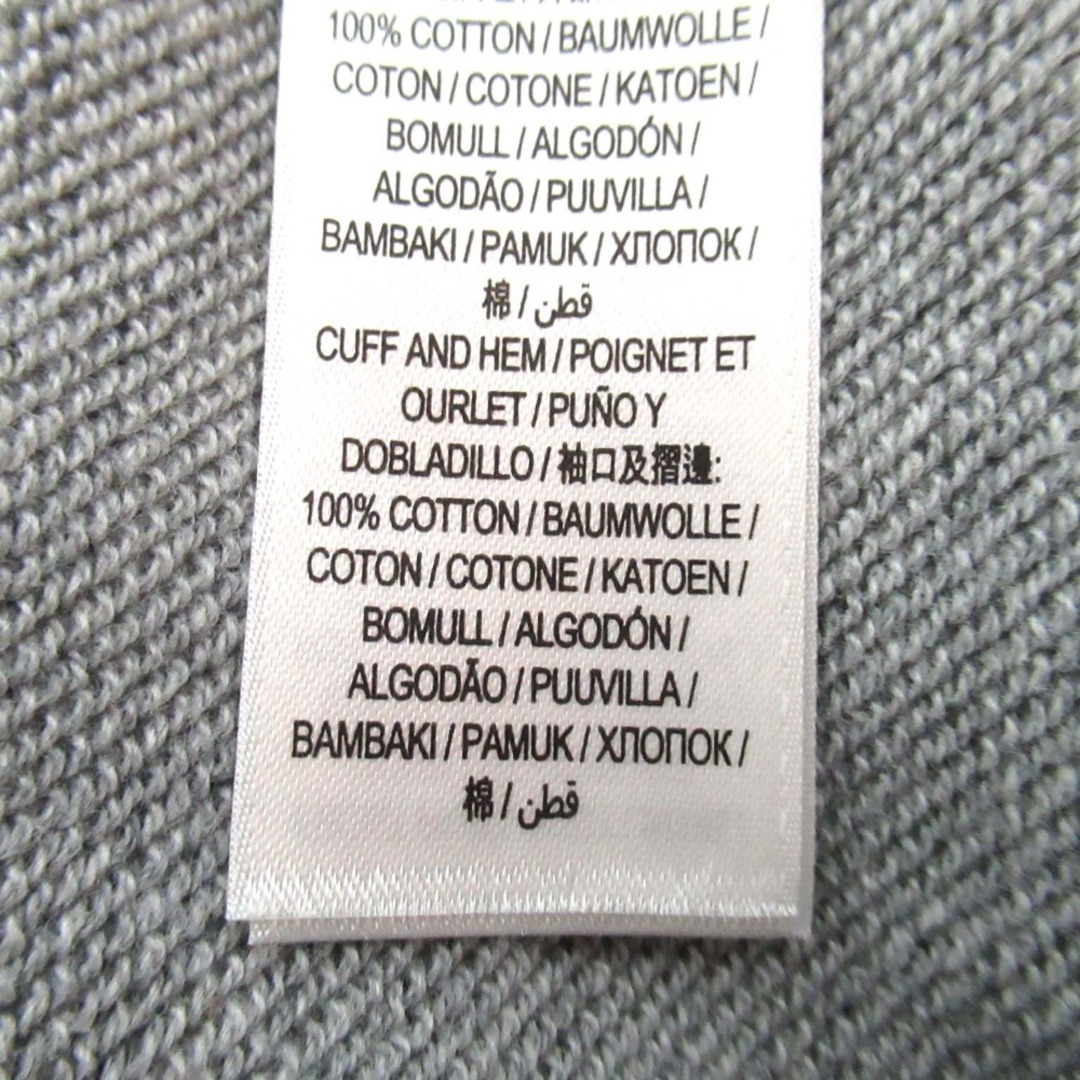 100% COTTON / BAUMWOLLE /
COTON / COTONE / KATOEN /
BOMULL / ALGODÓN /
ALGODÃO / PUUVILLA /
BAMBAKI / PAMUK / ХЛОПОК /
棉 / قطن
CUFF AND HEM / POIGNET ET
OURLET / PUÑO Y
DOBLADILLO / 袖口及摺邊:
100% COTTON / BAUMWOLLE /
COTON / COTONE / KATOEN /
BOMULL / ALGODÓN /
ALGODÃO / PUUVILLA /
BAMBAKI / PAMUK / ХЛОПОК /
棉 / قطن